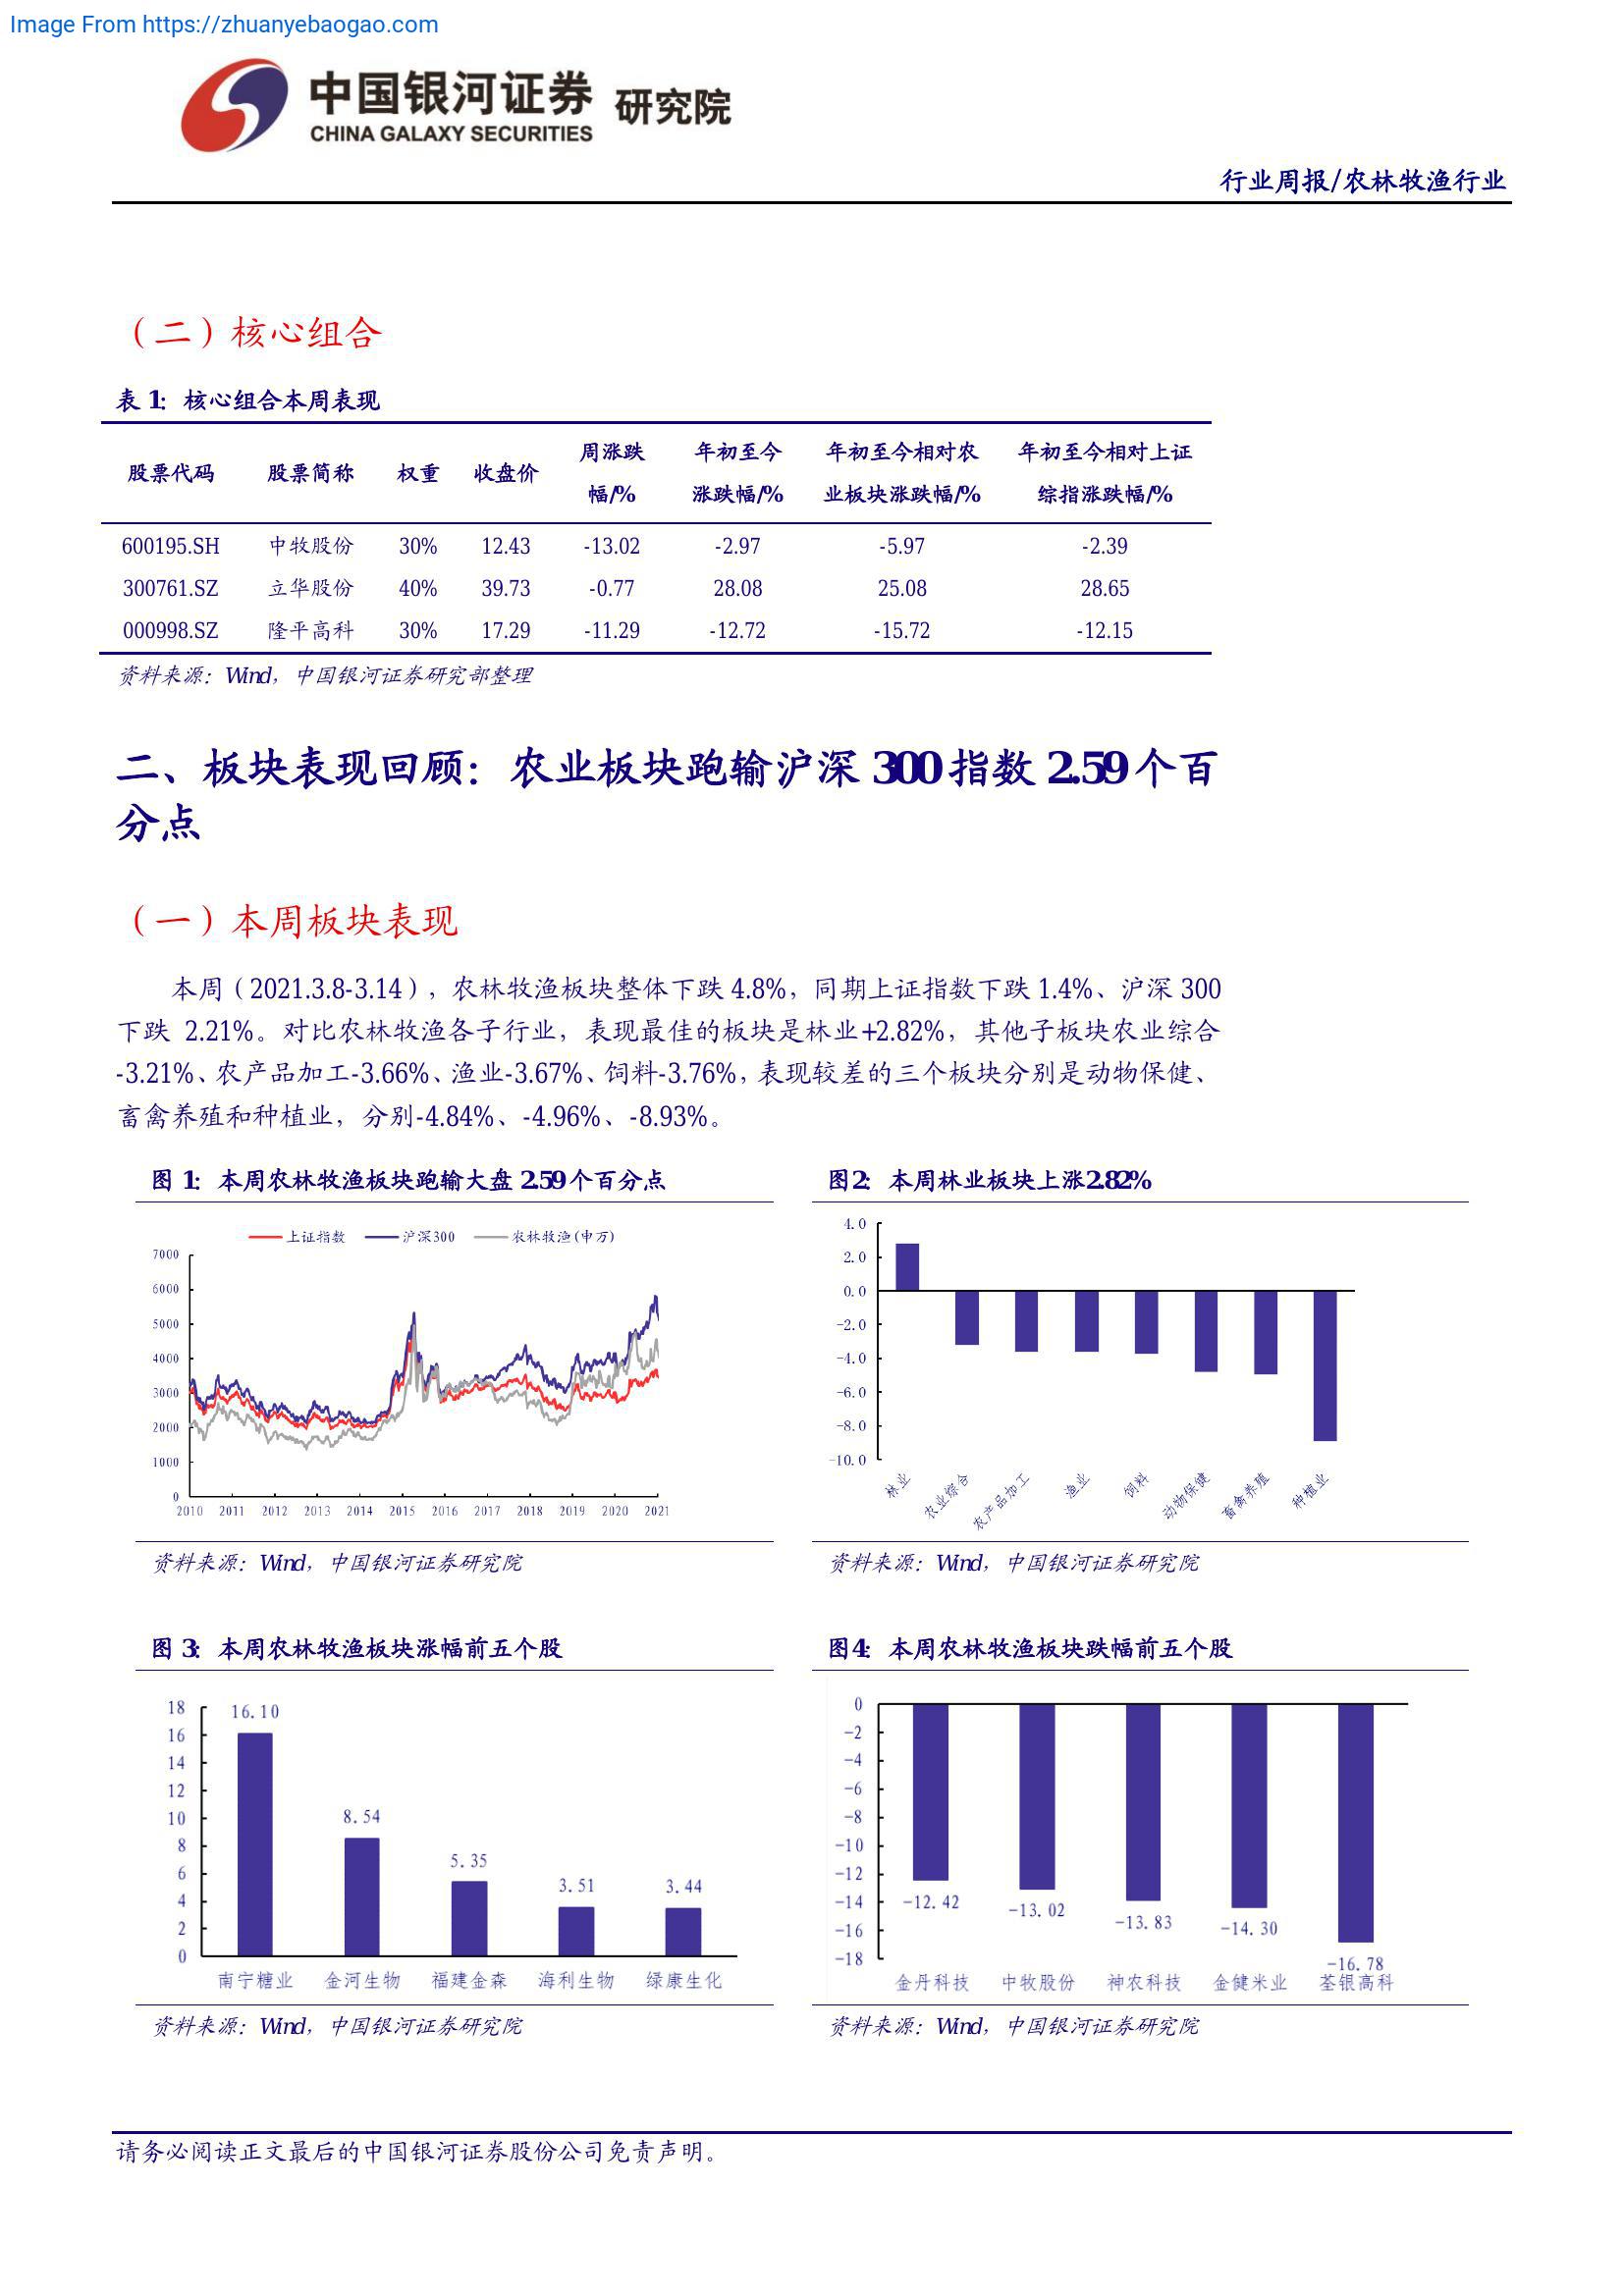 Image From https://zhuanyebaogao.com
中国银河证券 研究院
CHINA GALAXY SECURITIES
行业周报/农林牧渔行业
（二）核心组合
表 1: 核心组合本周表现
股票代码 股票简称 权重 收盘价 周涨跌幅/% 年初至今涨跌幅/% 年初至今相对农业板块涨跌幅/% 年初至今相对上证综指涨跌幅/%
600195.SH 中牧股份 30% 12.43 -13.02 -2.97 -5.97 -2.39
300761.SZ 立华股份 40% 39.73 -0.77 28.08 25.08 28.65
000998.SZ 隆平高科 30% 17.29 -11.29 -12.72 -15.72 -12.15
资料来源：Wind，中国银河证券研究部整理
二、板块表现回顾：农业板块跑输沪深 300 指数 2.59 个百
分点
（一）本周板块表现
本周（2021.3.8-3.14），农林牧渔板块整体下跌 4.8%，同期上证指数下跌 1.4%、沪深 300
下跌 2.21%。对比农林牧渔各子行业，表现最佳的板块是林业+2.82%，其他子板块农业综合
-3.21%、农产品加工-3.66%、渔业-3.67%、饲料-3.76%，表现较差的三个板块分别是动物保健、
畜禽养殖和种植业，分别-4.84%、-4.96%、-8.93%。
图 1: 本周农林牧渔板块跑输大盘 2.59 个百分点
上证指数 沪深300 农林牧渔(申万)
7000
6000
5000
4000
3000
2000
1000
0
2010 2011 2012 2013 2014 2015 2016 2017 2018 2019 2020 2021
资料来源：Wind，中国银河证券研究院
图2: 本周林业板块上涨2.82%
4.0
2.0
0.0
-2.0
-4.0
-6.0
-8.0
-10.0
林业 农业综合 农产品加工 渔业 饲料 动物保健 畜禽养殖 种植业
资料来源：Wind，中国银河证券研究院
图 3: 本周农林牧渔板块涨幅前五个股
18
16
14
12
10
8
6
4
2
0
16.10 8.54 5.35 3.51 3.44
南宁糖业 金河生物 福建金森 海利生物 绿康生化
资料来源：Wind，中国银河证券研究院
图4: 本周农林牧渔板块跌幅前五个股
0
-2
-4
-6
-8
-10
-12
-14
-16
-18
-12.42 -13.02 -13.83 -14.30 -16.78
金丹科技 中牧股份 神农科技 金健米业 荃银高科
资料来源：Wind，中国银河证券研究院
请务必阅读正文最后的中国银河证券股份公司免责声明。